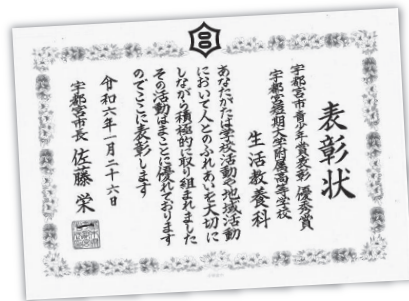 表彰状
宇都宮市青少年賞表彰 優秀賞
宇都宮短期大学附属高等学校
生活教養科
あなたがたは学校活動や地域活動
において人とのふれあいを大切に
しながら積極的に取り組まれました
その活動はまことに優れております
のでここに表彰します
令和六年一月二十六日
宇都宮市長 佐藤栄一